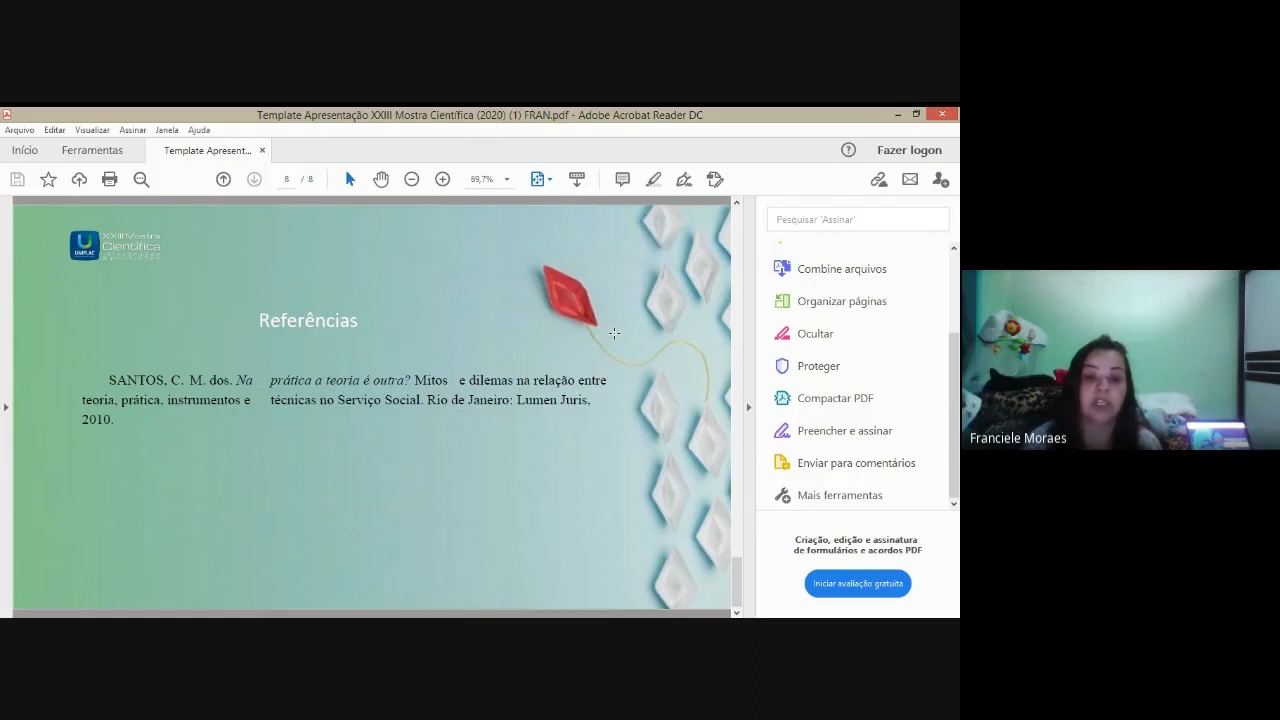 Template Apresentação XXIII Mostra Científica (2020) (1) FRAN.pdf - Adobe Acrobat Reader DC
Arquivo Editar Visualizar Assinar Janela Ajuda
Início Ferramentas Template Apresent... × Fazer logon
8 / 8 69,7%
Pesquisar 'Assinar'
UNIPLAC
XXIII Mostra
Científica
Combine arquivos
Organizar páginas
Ocultar
Proteger
Compactar PDF
Preencher e assinar
Enviar para comentários
Mais ferramentas
Referências
SANTOS, C. M. dos. Na prática a teoria é outra? Mitos e dilemas na relação entre
teoria, prática, instrumentos e técnicas no Serviço Social. Rio de Janeiro: Lumen Juris,
2010.
Criação, edição e assinatura
de formulários e acordos PDF
Iniciar avaliação gratuita
Franciele Moraes